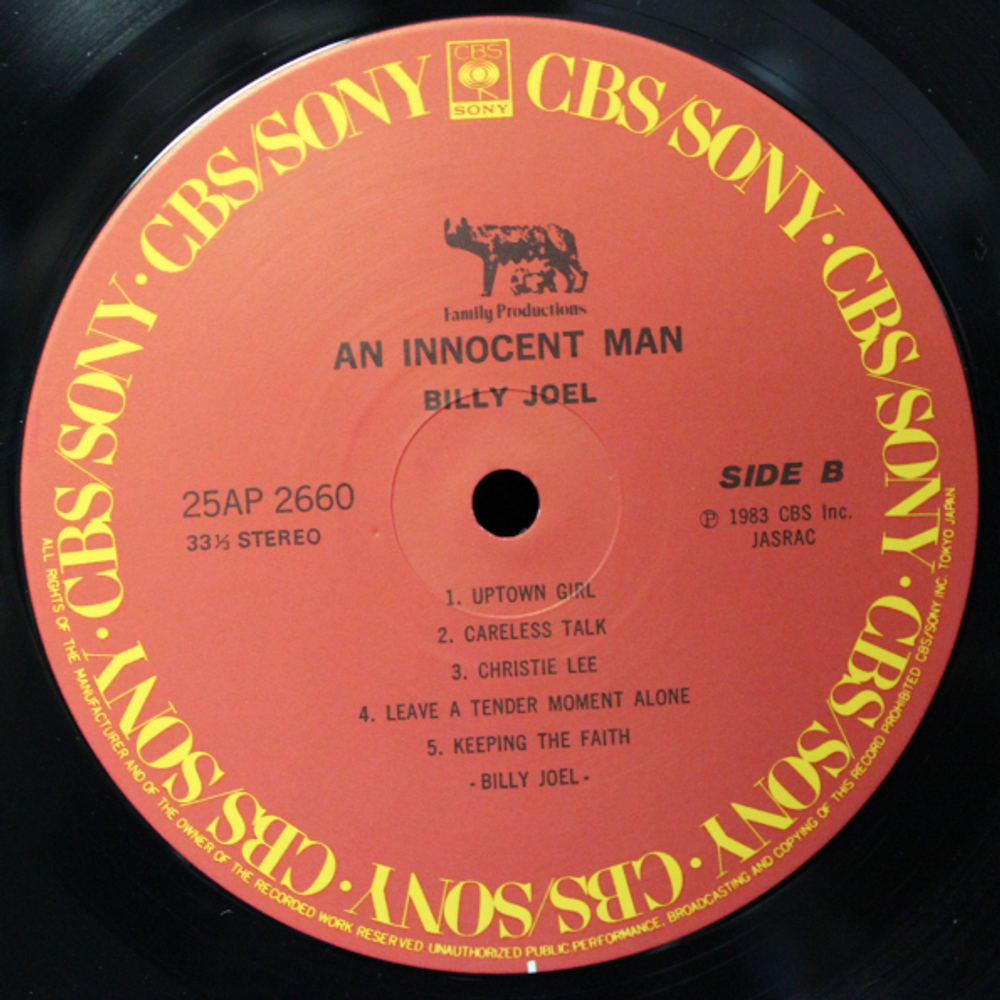 CBS
SONY
CBS/SONY · CBS/SONY · CBS/SONY · CBS/SONY · CBS/SONY · CBS/SONY · CBS/SONY · CBS/SONY · CBS/SONY
Family Productions
AN INNOCENT MAN
BILLY JOEL
25AP 2660
33⅓ STEREO
SIDE B
Ⓟ 1983 CBS Inc.
JASRAC
1. UPTOWN GIRL
2. CARELESS TALK
3. CHRISTIE LEE
4. LEAVE A TENDER MOMENT ALONE
5. KEEPING THE FAITH
- BILLY JOEL -
ALL RIGHTS OF THE MANUFACTURER AND OF THE OWNER OF THE RECORDED WORK RESERVED UNAUTHORIZED PUBLIC PERFORMANCE, BROADCASTING AND COPYING OF THIS RECORD PROHIBITED CBS/SONY INC. TOKYO JAPAN